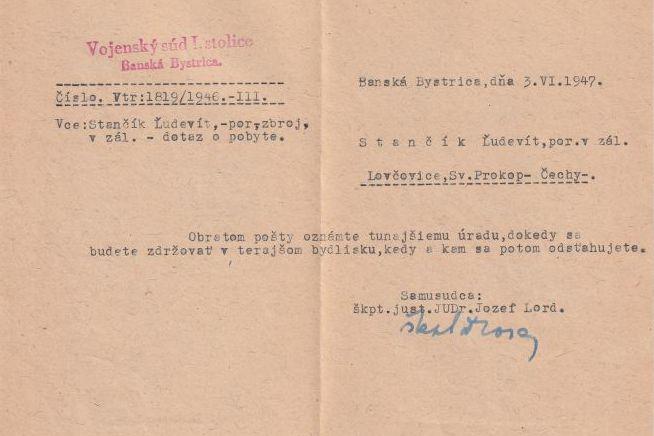 Vojenský súd I.stolice
Banská Bystrica.
Banská Bystrica,dňa 3.VI.1947.
Číslo. Vtr:1819/1946.-III.
Vce:Stančík Ľudevít,-por,zbroj,
v zál. - dotaz o pobyte.
S t a n č í k Ľudevít,por.v zál.
Lovčovice,Sv.Prokop- Čechy-.
Obratom pošty oznámte tunajšiemu úradu,dokedy sa
budete zdržovať v terajšom bydlisku,kedy a kam sa potom odsťahujete.
Samusudca:
škpt.just.JUDr.Jozef Lord.